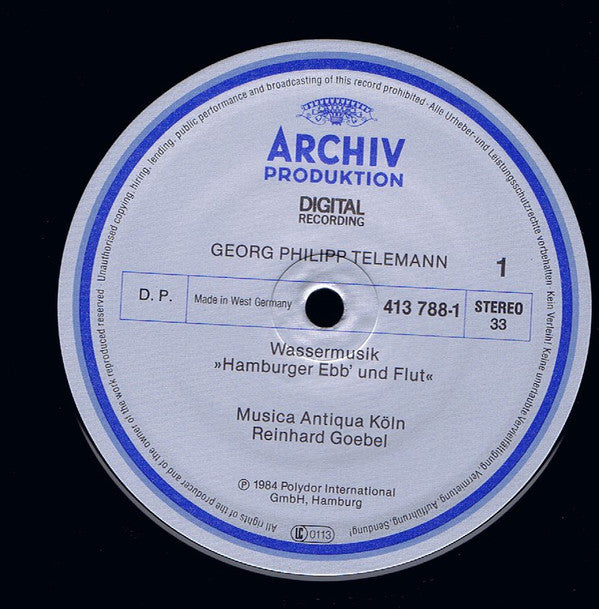 Unauthorised copying, hiring, lending, public performance and broadcasting of this record prohibited · Alle Urheber- und Leistungsschutzrechte vorbehalten · Kein Verleih! Keine unerlaubte Vervielfältigung, Vermietung, Aufführung, Sendung!
ARCHIV
PRODUKTION
DIGITAL
RECORDING
GEORG PHILIPP TELEMANN
1
D. P.
Made in West Germany
413 788-1
STEREO
33
Wassermusik
»Hamburger Ebb' und Flut«
Musica Antiqua Köln
Reinhard Goebel
Ⓟ 1984 Polydor International
GmbH, Hamburg
LC 0113
All rights of the producer and of the owner of the work reproduced reserved ·